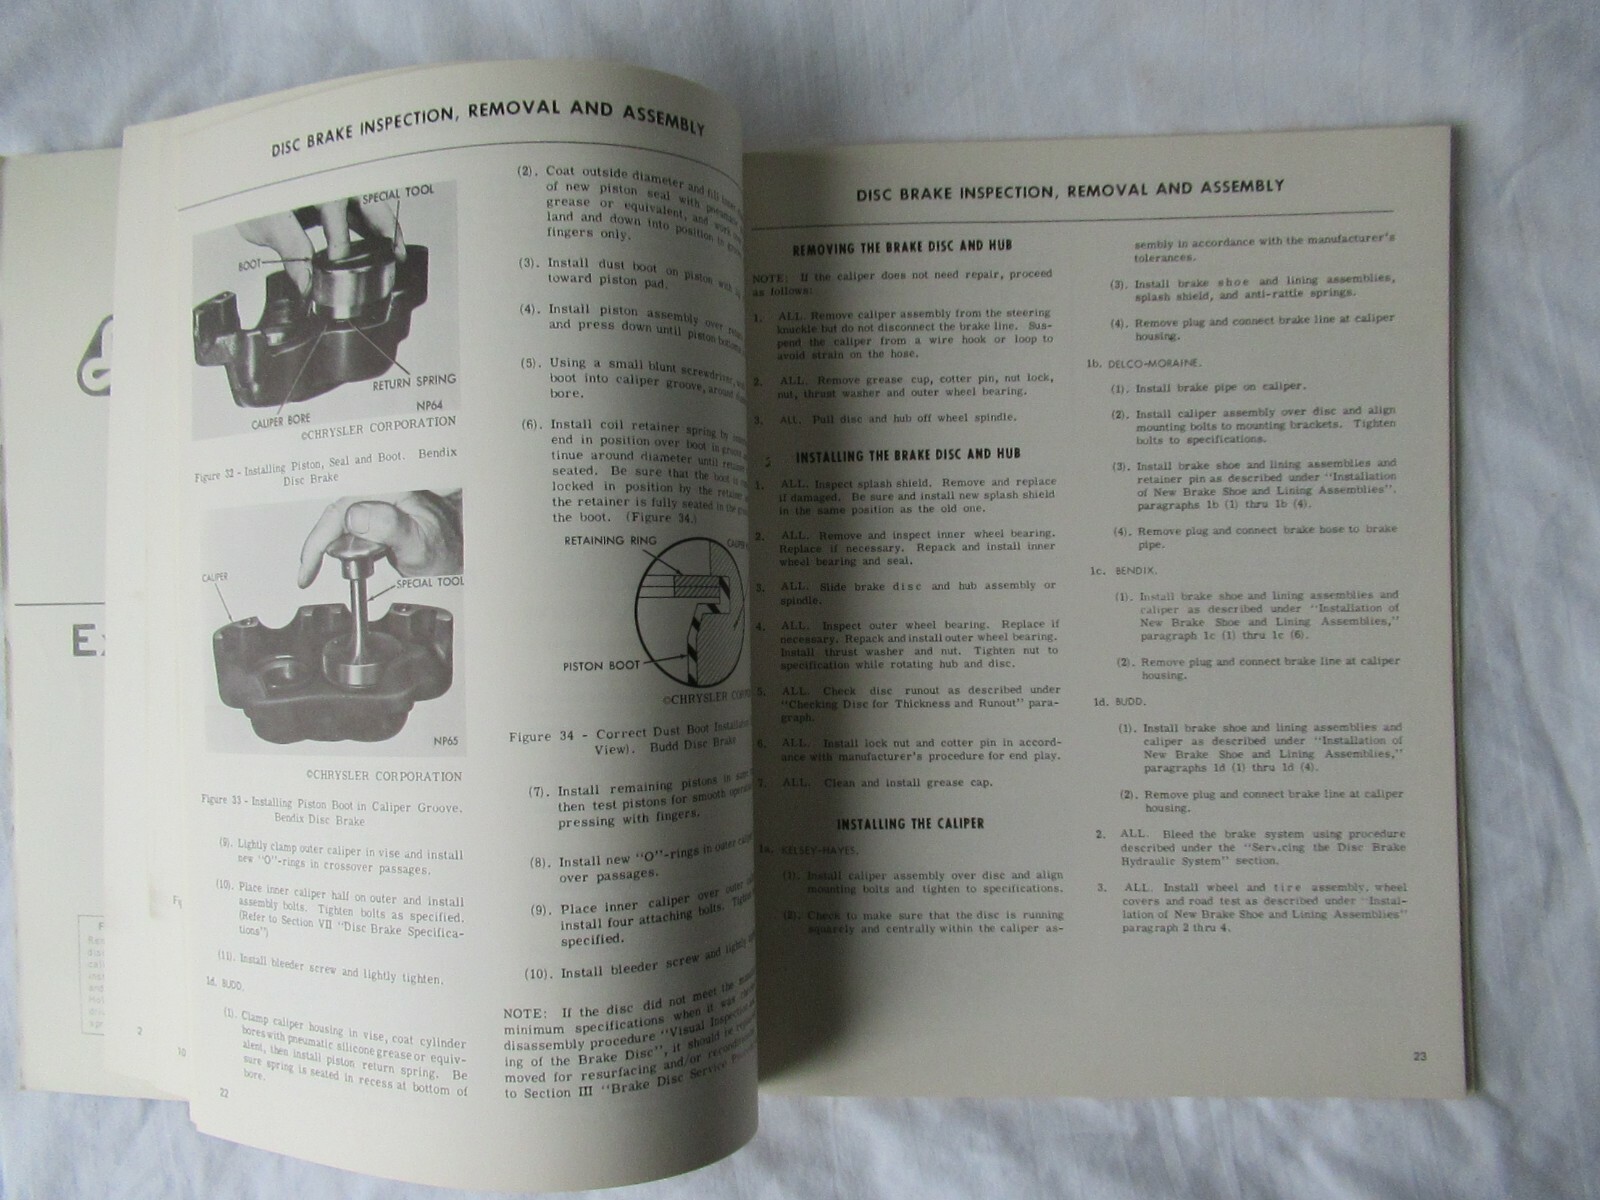 DISC BRAKE INSPECTION, REMOVAL AND ASSEMBLY
SPECIAL TOOL
BOOT
RETURN SPRING
NP64
CALIPER BORE
©CHRYSLER CORPORATION
Figure 32 - Installing Piston, Seal and Boot. Bendix
Disc Brake
CALIPER
SPECIAL TOOL
NP65
©CHRYSLER CORPORATION
Figure 33 - Installing Piston Boot in Caliper Groove.
Bendix Disc Brake
(9). Lightly clamp outer caliper in vise and install
new "O"-rings in crossover passages.
(10). Place inner caliper half on outer and install
assembly bolts. Tighten bolts as specified.
(Refer to Section VII "Disc Brake Specifica-
tions")
(11). Install bleeder screw and lightly tighten.
1d. BUDD.
(1). Clamp caliper housing in vise, coat cylinder
bores with pneumatic silicone grease or equiv-
alent, then install piston return spring. Be
sure spring is seated in recess at bottom of
bore.
22
(2). Coat outside diameter and fill
of new piston seal with pneumatic
grease or equivalent, and work
land and down into position
fingers only.
(3). Install dust boot on piston with
toward piston pad.
(4). Install piston assembly over
and press down until piston
(5). Using a small blunt screwdriver,
boot into caliper groove, around
bore.
(6). Install coil retainer spring by
end in position over boot in groove
tinue around diameter until
seated. Be sure that the boot is
locked in position by the retainer
the retainer is fully seated in the
the boot. (Figure 34.)
RETAINING RING
PISTON BOOT
©CHRYSLER
Figure 34 - Correct Dust Boot Installation
View). Budd Disc Brake
(7). Install remaining pistons in
then test pistons for smooth
pressing with fingers.
(8). Install new "O"-rings in outer
over passages.
(9). Place inner caliper over outer
install four attaching bolts.
specified.
(10). Install bleeder screw and lightly
NOTE: If the disc did not meet the
minimum specifications when it was
disassembly procedure "Visual
ing of the Brake Disc", it should be
moved for resurfacing and/or
to Section III "Brake Disc Service
DISC BRAKE INSPECTION, REMOVAL AND ASSEMBLY
REMOVING THE BRAKE DISC AND HUB
NOTE: If the caliper does not need repair, proceed
as follows:
1. ALL. Remove caliper assembly from the steering
knuckle but do not disconnect the brake line. Sus-
pend the caliper from a wire hook or loop to
avoid strain on the hose.
2. ALL. Remove grease cup, cotter pin, nut lock,
nut, thrust washer and outer wheel bearing.
3. ALL. Pull disc and hub off wheel spindle.
INSTALLING THE BRAKE DISC AND HUB
1. ALL. Inspect splash shield. Remove and replace
if damaged. Be sure and install new splash shield
in the same position as the old one.
2. ALL. Remove and inspect inner wheel bearing.
Replace if necessary. Repack and install inner
wheel bearing and seal.
3. ALL. Slide brake disc and hub assembly or
spindle.
4. ALL. Inspect outer wheel bearing. Replace if
necessary. Repack and install outer wheel bearing.
Install thrust washer and nut. Tighten nut to
specification while rotating hub and disc.
5. ALL. Check disc runout as described under
"Checking Disc for Thickness and Runout" para-
graph.
6. ALL. Install lock nut and cotter pin in accord-
ance with manufacturer's procedure for end play.
7. ALL. Clean and install grease cap.
INSTALLING THE CALIPER
1a. KELSEY-HAYES.
(1). Install caliper assembly over disc and align
mounting bolts and tighten to specifications.
(2). Check to make sure that the disc is running
squarely and centrally within the caliper as-
sembly in accordance with the manufacturer's
tolerances.
(3). Install brake shoe and lining assemblies,
splash shield, and anti-rattle springs.
(4). Remove plug and connect brake line at caliper
housing.
1b. DELCO-MORAINE.
(1). Install brake pipe on caliper.
(2). Install caliper assembly over disc and align
mounting bolts to mounting brackets. Tighten
bolts to specifications.
(3). Install brake shoe and lining assemblies and
retainer pin as described under "Installation
of New Brake Shoe and Lining Assemblies",
paragraphs 1b (1) thru 1b (4).
(4). Remove plug and connect brake hose to brake
pipe.
1c. BENDIX.
(1). Install brake shoe and lining assemblies and
caliper as described under "Installation of
New Brake Shoe and Lining Assemblies,"
paragraph 1c (1) thru 1c (6).
(2). Remove plug and connect brake line at caliper
housing.
1d. BUDD.
(1). Install brake shoe and lining assemblies and
caliper as described under "Installation of
New Brake Shoe and Lining Assemblies,"
paragraphs 1d (1) thru 1d (4).
(2). Remove plug and connect brake line at caliper
housing.
2. ALL. Bleed the brake system using procedure
described under the "Servicing the Disc Brake
Hydraulic System" section.
3. ALL. Install wheel and tire assembly, wheel
covers and road test as described under "Instal-
lation of New Brake Shoe and Lining Assemblies"
paragraph 2 thru 4.
23